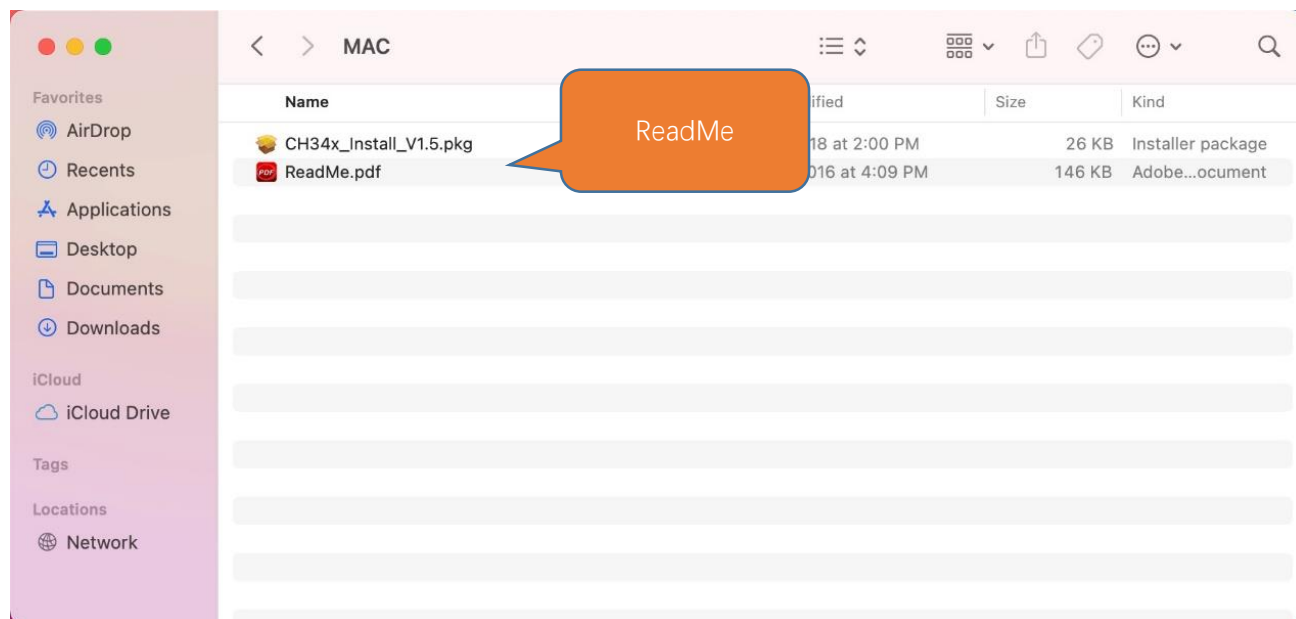 MAC
Favorites
AirDrop
Recents
Applications
Desktop
Documents
Downloads
iCloud
iCloud Drive
Tags
Locations
Network
Name ified Size Kind
CH34x_Install_V1.5.pkg 18 at 2:00 PM 26 KB Installer package
ReadMe.pdf 016 at 4:09 PM 146 KB Adobe...ocument
ReadMe
PDF